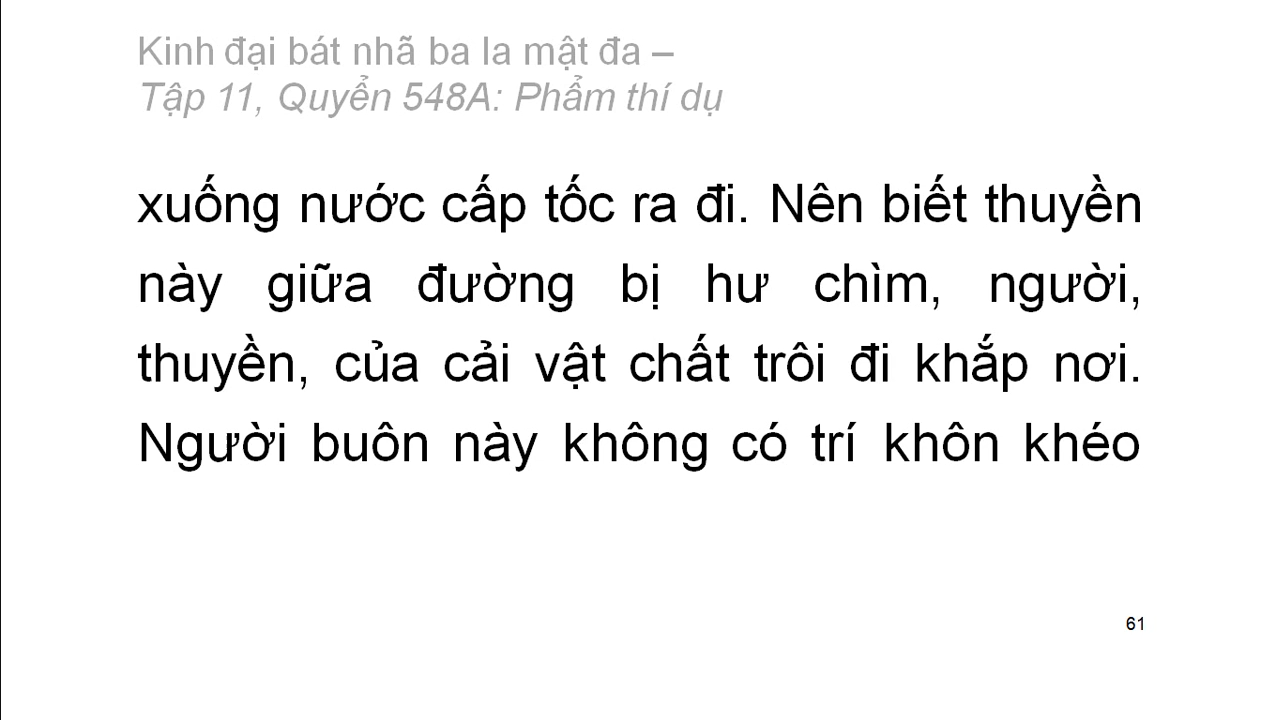 Kinh đại bát nhã ba la mật đa –
Tập 11, Quyển 548A: Phẩm thí dụ
xuống nước cấp tốc ra đi. Nên biết thuyền
này giữa đường bị hư chìm, người,
thuyền, của cải vật chất trôi đi khắp nơi.
Người buôn này không có trí khôn khéo
61